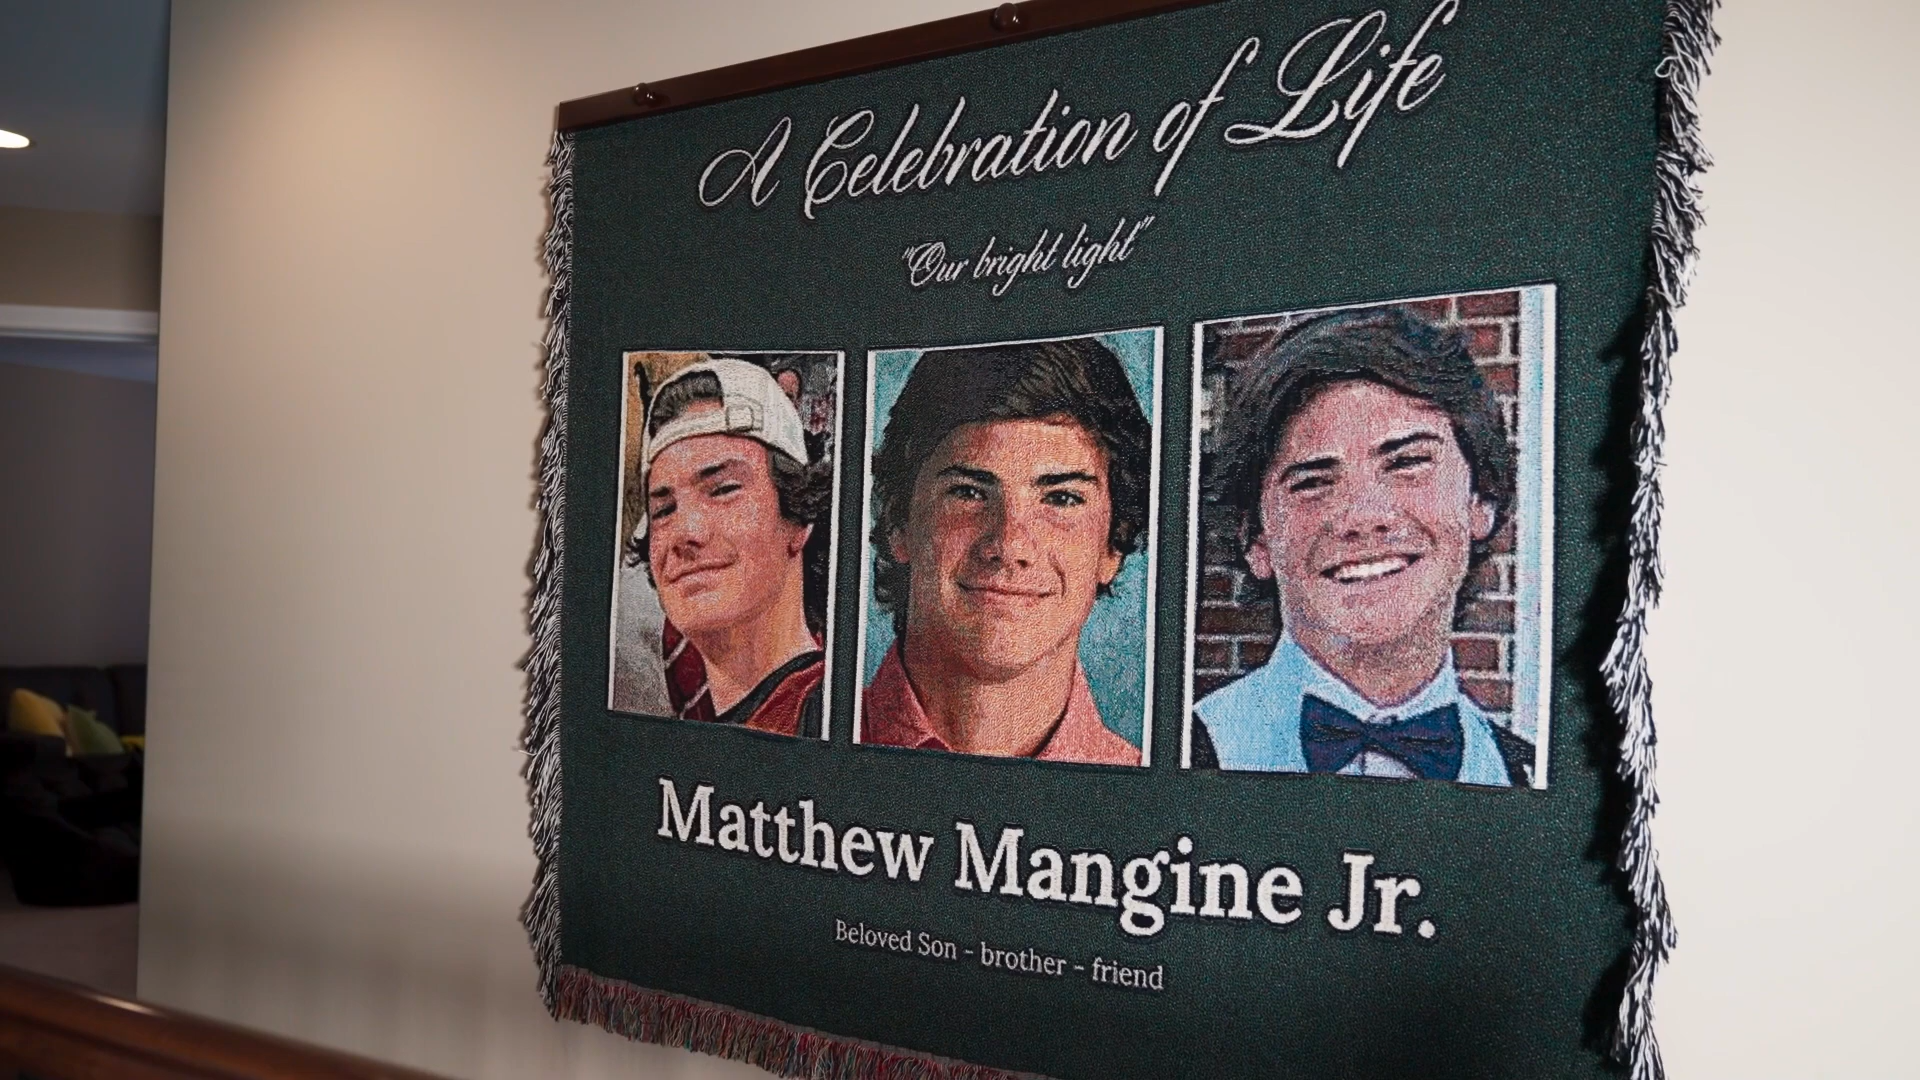 A Celebration of Life
"Our bright light"
Matthew Mangine Jr.
Beloved Son - brother - friend